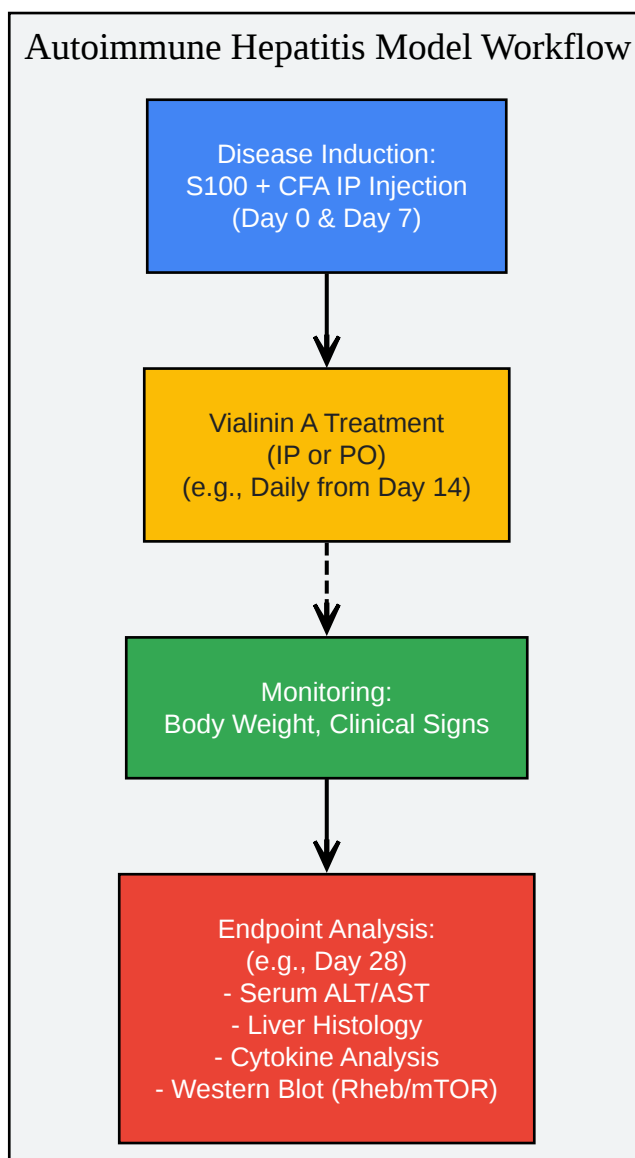 Autoimmune Hepatitis Model Workflow
Disease Induction:
S100 + CFA IP Injection
(Day 0 & Day 7)
Vialinin A Treatment
(IP or PO)
(e.g., Daily from Day 14)
Monitoring:
Body Weight, Clinical Signs
Endpoint Analysis:
(e.g., Day 28)
- Serum ALT/AST
- Liver Histology
- Cytokine Analysis
- Western Blot (Rheb/mTOR)